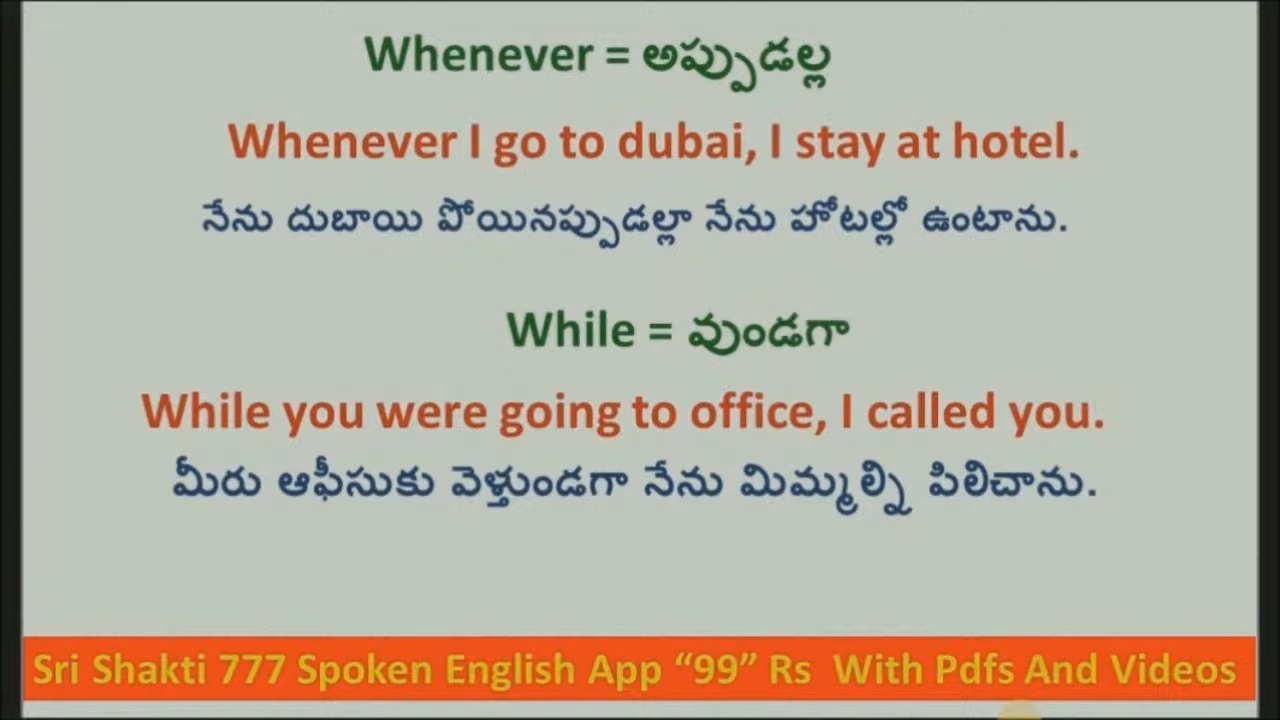 Whenever = అప్పుడల్ల
Whenever I go to dubai, I stay at hotel.
నేను దుబాయి పోయినప్పుడల్లా నేను హోటల్లో ఉంటాను.
While = వుండగా
While you were going to office, I called you.
మీరు ఆఫీసుకు వెళ్తుండగా నేను మిమ్మల్ని పిలిచాను.
Sri Shakti 777 Spoken English App “99” Rs With Pdfs And Videos